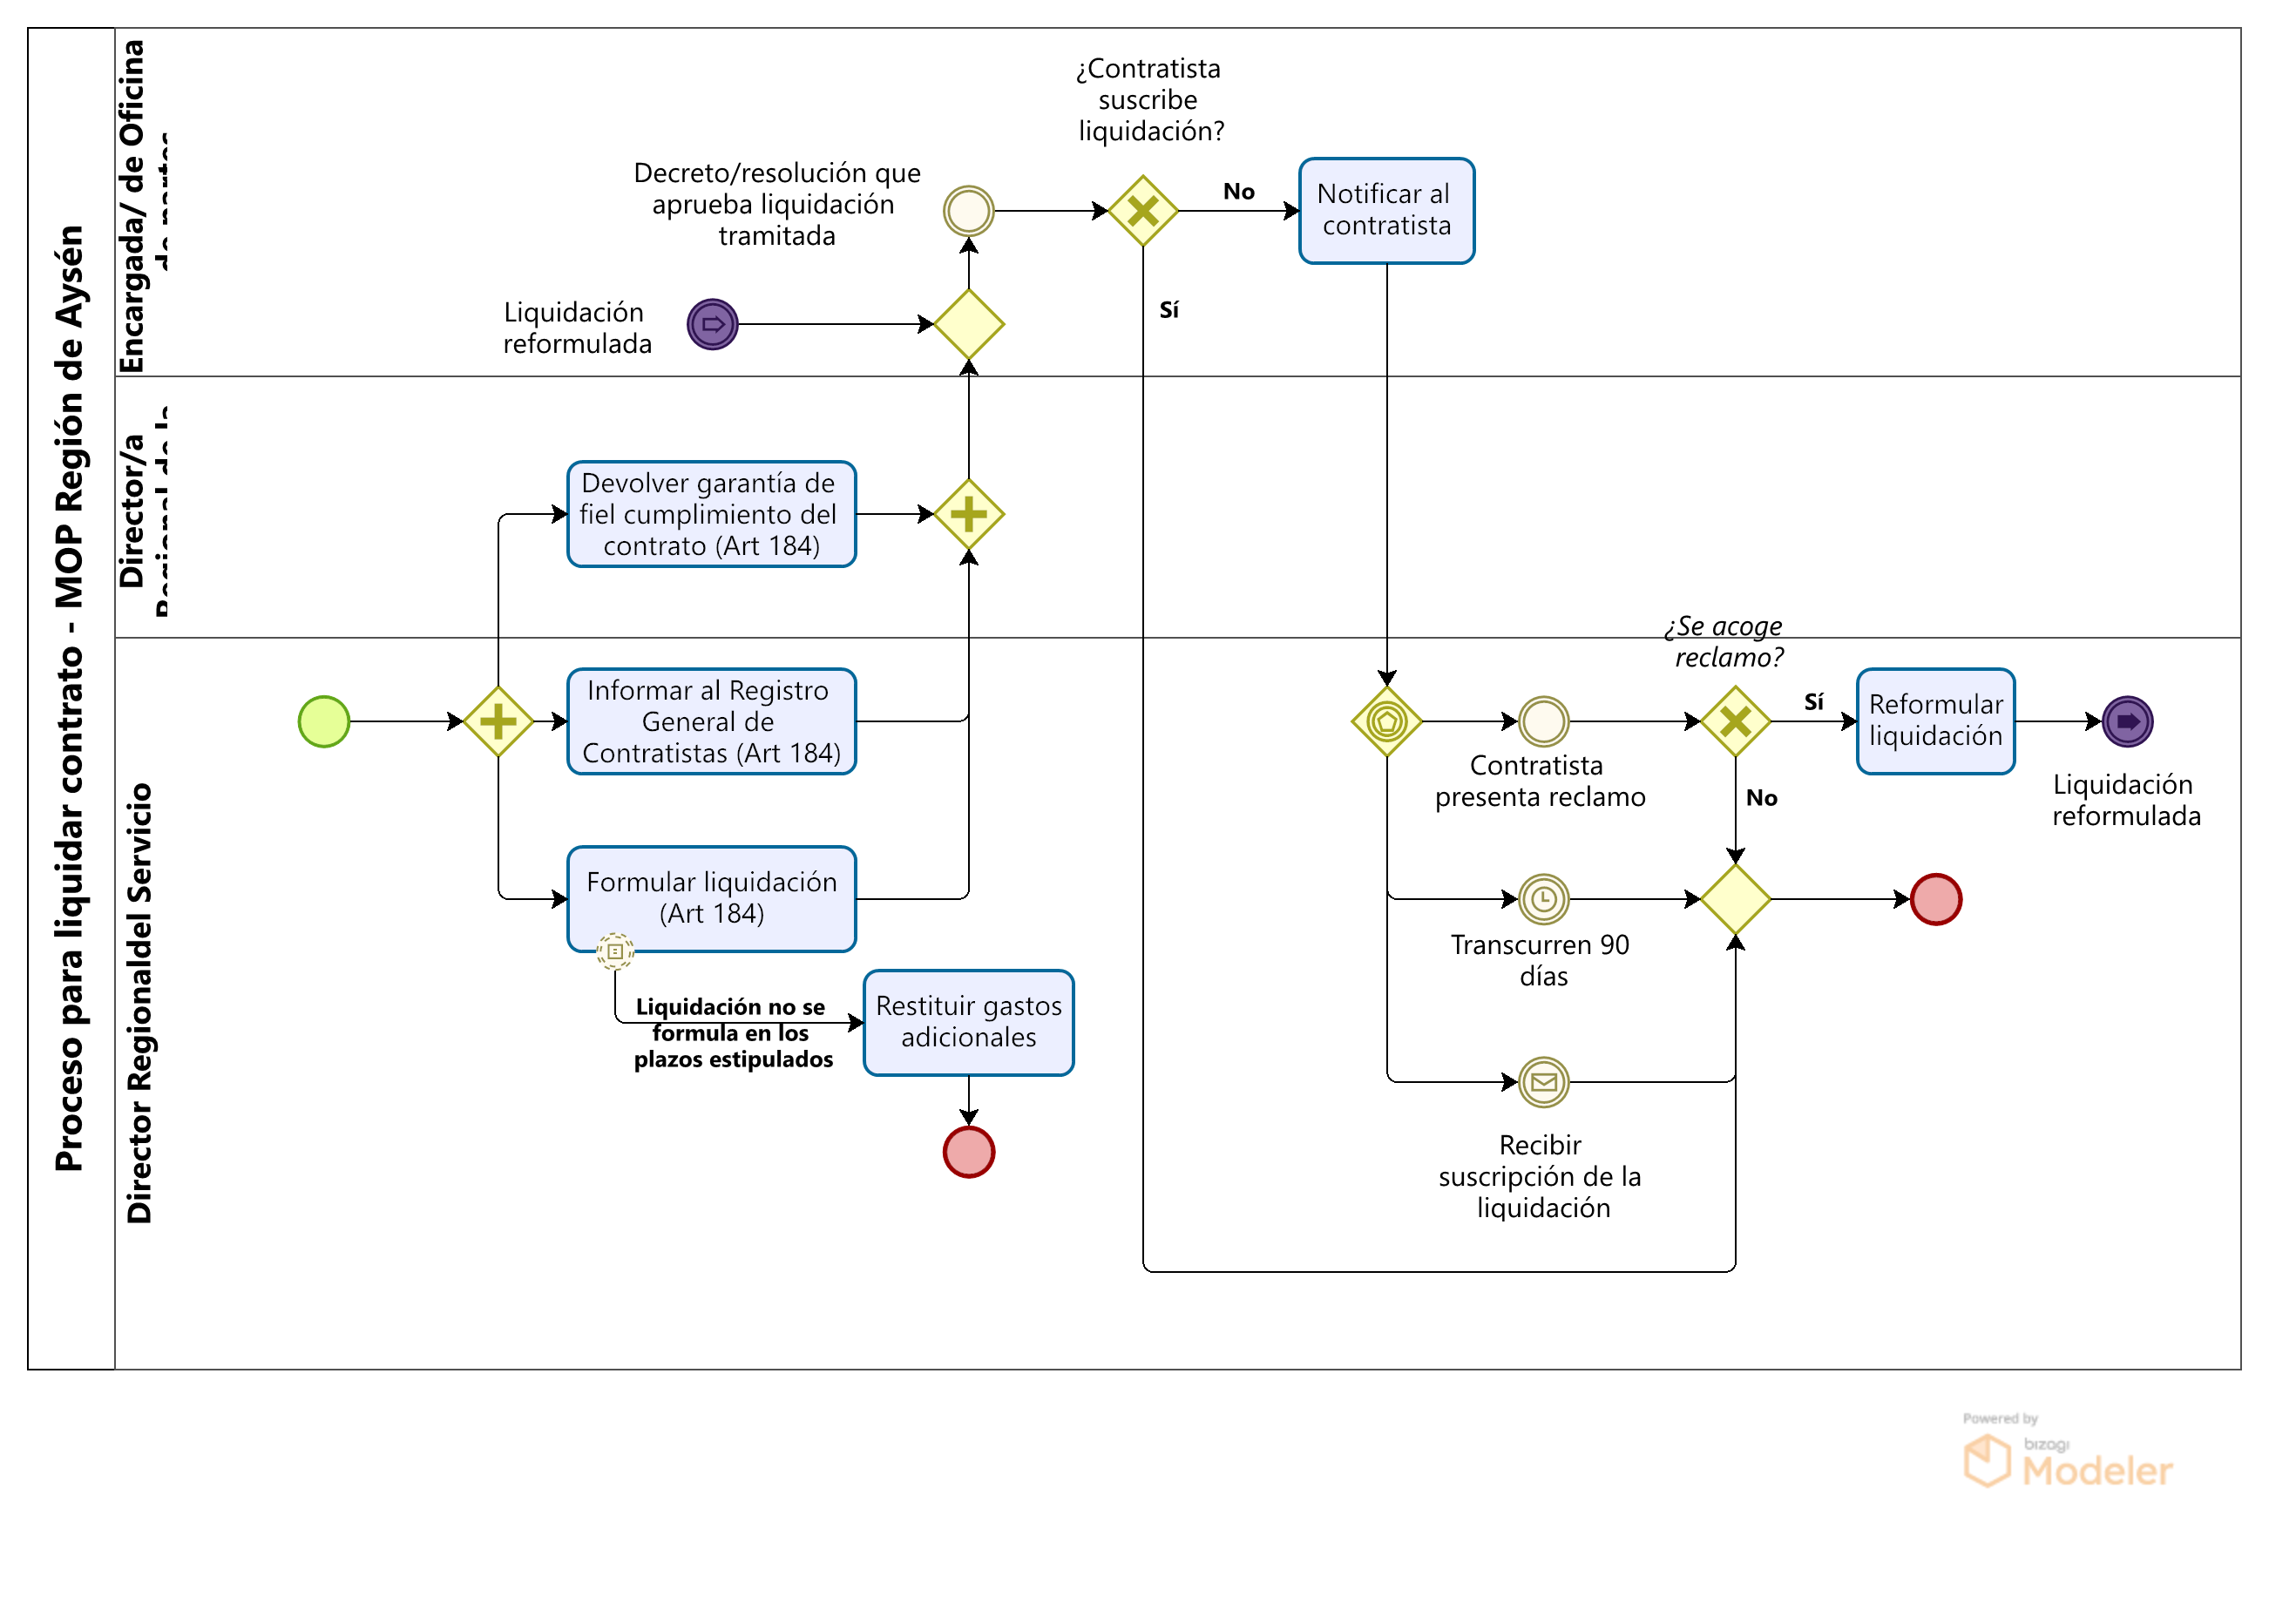 Proceso para liquidar contrato - MOP Región de Aysén
Encargada/ de Oficina
Director/a
Director Regionaldel Servicio
¿Contratista
suscribe
liquidación?
Decreto/resolución que
aprueba liquidación
tramitada
No
Notificar al
contratista
Liquidación
reformulada
Sí
Devolver garantía de
fiel cumplimiento del
contrato (Art 184)
¿Se acoge
reclamo?
Informar al Registro
General de
Contratistas (Art 184)
Sí
Reformular
liquidación
Contratista
presenta reclamo
No
Liquidación
reformulada
Formular liquidación
(Art 184)
Transcurren 90
días
Liquidación no se
formula en los
plazos estipulados
Restituir gastos
adicionales
Recibir
suscripción de la
liquidación
Powered by
bizagi
Modeler